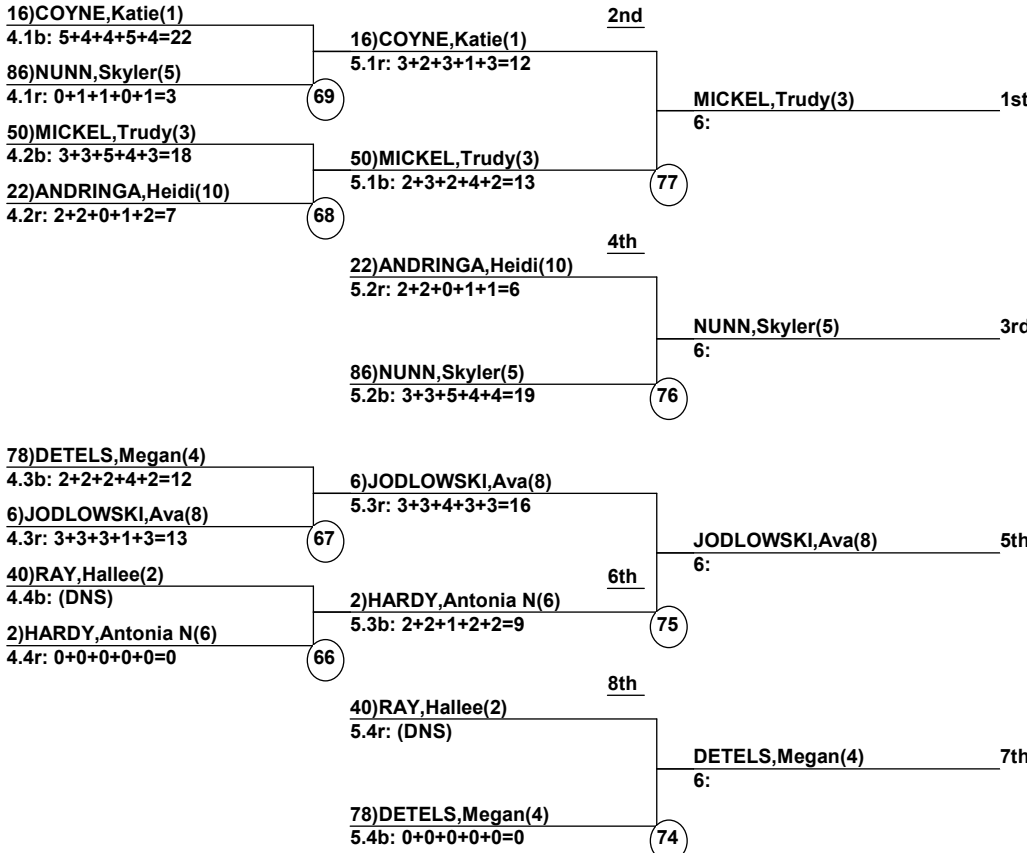 16)COYNE,Katie(1)
4.1b: 5+4+4+5+4=22
86)NUNN,Skyler(5)
4.1r: 0+1+1+0+1=3
69
50)MICKEL,Trudy(3)
4.2b: 3+3+5+4+3=18
22)ANDRINGA,Heidi(10)
4.2r: 2+2+0+1+2=7
68
2nd
16)COYNE,Katie(1)
5.1r: 3+2+3+1+3=12
50)MICKEL,Trudy(3)
5.1b: 2+3+2+4+2=13
77
MICKEL,Trudy(3)
6:
1st
4th
22)ANDRINGA,Heidi(10)
5.2r: 2+2+0+1+1=6
86)NUNN,Skyler(5)
5.2b: 3+3+5+4+4=19
76
NUNN,Skyler(5)
6:
3rd
78)DETELS,Megan(4)
4.3b: 2+2+2+4+2=12
6)JODLOWSKI,Ava(8)
4.3r: 3+3+3+1+3=13
67
40)RAY,Hallee(2)
4.4b: (DNS)
2)HARDY,Antonia N(6)
4.4r: 0+0+0+0+0=0
66
6)JODLOWSKI,Ava(8)
5.3r: 3+3+4+3+3=16
6th
2)HARDY,Antonia N(6)
5.3b: 2+2+1+2+2=9
75
JODLOWSKI,Ava(8)
6:
5th
8th
40)RAY,Hallee(2)
5.4r: (DNS)
78)DETELS,Megan(4)
5.4b: 0+0+0+0+0=0
74
DETELS,Megan(4)
6:
7th